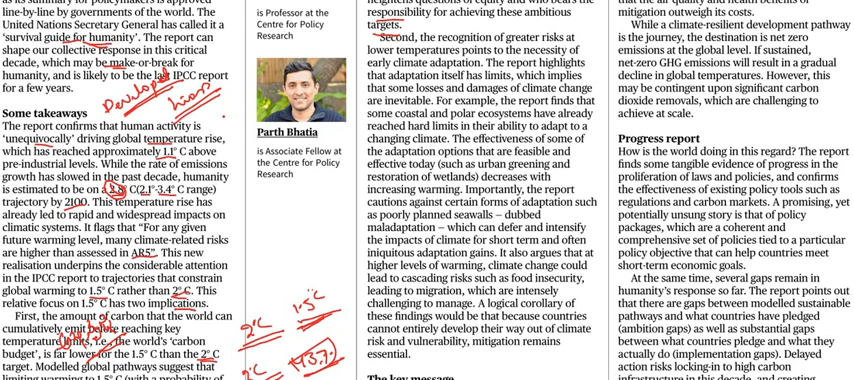 line-by-line by governments of the world. The
United Nations Secretary General has called it a
'survival guide for humanity'. The report can
shape our collective response in this critical
decade, which may be make-or-break for
humanity, and is likely to be the last IPCC report
for a few years.
Developed
Some takeaways
The report confirms that human activity is
'unequivocally' driving global temperature rise,
which has reached approximately 1.1° C above
pre-industrial levels. While the rate of emissions
growth has slowed in the past decade, humanity
is estimated to be on a 2.8° C(2.1°-3.4° C range)
trajectory by 2100. This temperature rise has
already led to rapid and widespread impacts on
climatic systems. It flags that "For any given
future warming level, many climate-related risks
are higher than assessed in AR5". This new
realisation underpins the considerable attention
in the IPCC report to trajectories that constrain
global warming to 1.5° C rather than 2° C. This
relative focus on 1.5° C has two implications.
First, the amount of carbon that the world can
cumulatively emit before reaching key
temperature limits, i.e., the world's 'carbon
budget', is far lower for the 1.5° C than the 2° C
target. Modelled global pathways suggest that
is Professor at the
Centre for Policy
Research
Parth Bhatia
is Associate Fellow at
the Centre for Policy
Research
1.5°C
2°C
2°C
responsibility for achieving these ambitious
targets.
Second, the recognition of greater risks at
lower temperatures points to the necessity of
early climate adaptation. The report highlights
that adaptation itself has limits, which implies
that some losses and damages of climate change
are inevitable. For example, the report finds that
some coastal and polar ecosystems have already
reached hard limits in their ability to adapt to a
changing climate. The effectiveness of some of
the adaptation options that are feasible and
effective today (such as urban greening and
restoration of wetlands) decreases with
increasing warming. Importantly, the report
cautions against certain forms of adaptation such
as poorly planned seawalls – dubbed
maladaptation – which can defer and intensify
the impacts of climate for short term and often
iniquitous adaptation gains. It also argues that at
higher levels of warming, climate change could
lead to cascading risks such as food insecurity,
leading to migration, which are intensely
challenging to manage. A logical corollary of
these findings would be that because countries
cannot entirely develop their way out of climate
risk and vulnerability, mitigation remains
essential.
The key message
mitigation outweigh its costs.
While a climate-resilient development pathway
is the journey, the destination is net zero
emissions at the global level. If sustained,
net-zero GHG emissions will result in a gradual
decline in global temperatures. However, this
may be contingent upon significant carbon
dioxide removals, which are challenging to
achieve at scale.
Progress report
How is the world doing in this regard? The report
finds some tangible evidence of progress in the
proliferation of laws and policies, and confirms
the effectiveness of existing policy tools such as
regulations and carbon markets. A promising, yet
potentially unsung story is that of policy
packages, which are a coherent and
comprehensive set of policies tied to a particular
policy objective that can help countries meet
short-term economic goals.
At the same time, several gaps remain in
humanity's response so far. The report points out
that there are gaps between modelled sustainable
pathways and what countries have pledged
(ambition gaps) as well as substantial gaps
between what countries pledge and what they
actually do (implementation gaps). Delayed
action risks locking-in to high carbon